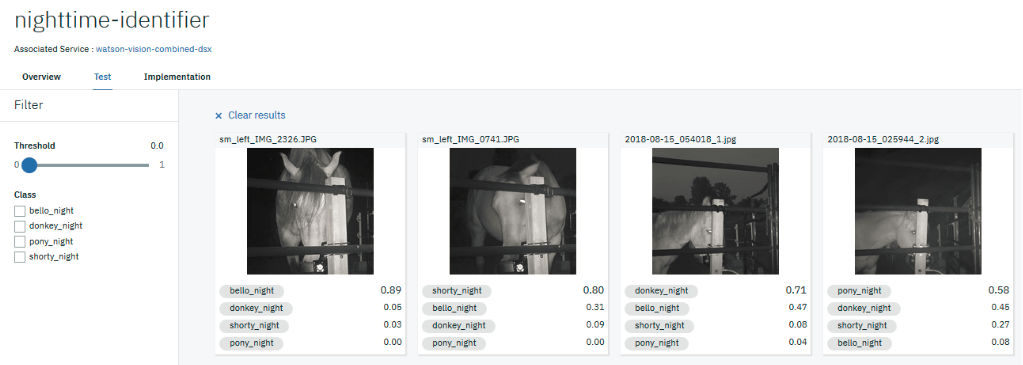 nighttime-identifier
Associated Service : watson-vision-combined-dsx
Overview Test Implementation
Filter
Threshold 0.0
0 1
Class
bello_night
donkey_night
pony_night
shorty_night
× Clear results
sm_left_IMG_2326.JPG
bello_night 0.89
donkey_night 0.05
shorty_night 0.03
pony_night 0.00
sm_left_IMG_0741.JPG
shorty_night 0.80
bello_night 0.31
donkey_night 0.09
pony_night 0.00
2018-08-15_054018_1.jpg
donkey_night 0.71
bello_night 0.47
shorty_night 0.08
pony_night 0.04
2018-08-15_025944_2.jpg
pony_night 0.58
donkey_night 0.45
shorty_night 0.27
bello_night 0.08